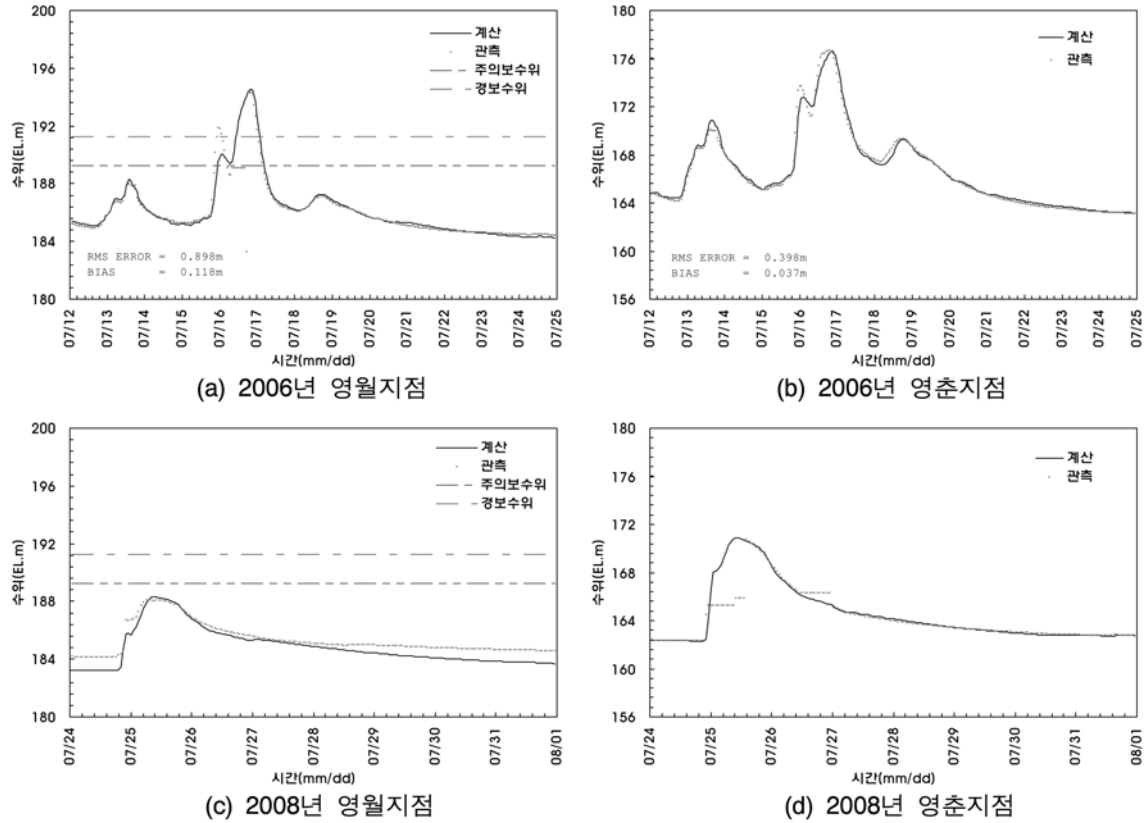 200
196
192
188
184
180
수위(EL.m)
계산
관측
주의보수위
경보수위
RMS ERROR = 0.898m
BIAS = 0.118m
07/12
07/13
07/14
07/15
07/16
07/17
07/18
07/19
07/20
07/21
07/22
07/23
07/24
07/25
시간(mm/dd)
(a) 2006년 영월지점
180
176
172
168
164
160
156
수위(EL.m)
계산
관측
RMS ERROR = 0.398m
BIAS = 0.037m
07/12
07/13
07/14
07/15
07/16
07/17
07/18
07/19
07/20
07/21
07/22
07/23
07/24
07/25
시간(mm/dd)
(b) 2006년 영춘지점
200
196
192
188
184
180
수위(EL.m)
계산
관측
주의보수위
경보수위
07/24
07/25
07/26
07/27
07/28
07/29
07/30
07/31
08/01
시간(mm/dd)
(c) 2008년 영월지점
180
176
172
168
164
160
156
수위(EL.m)
계산
관측
07/24
07/25
07/26
07/27
07/28
07/29
07/30
07/31
08/01
시간(mm/dd)
(d) 2008년 영춘지점